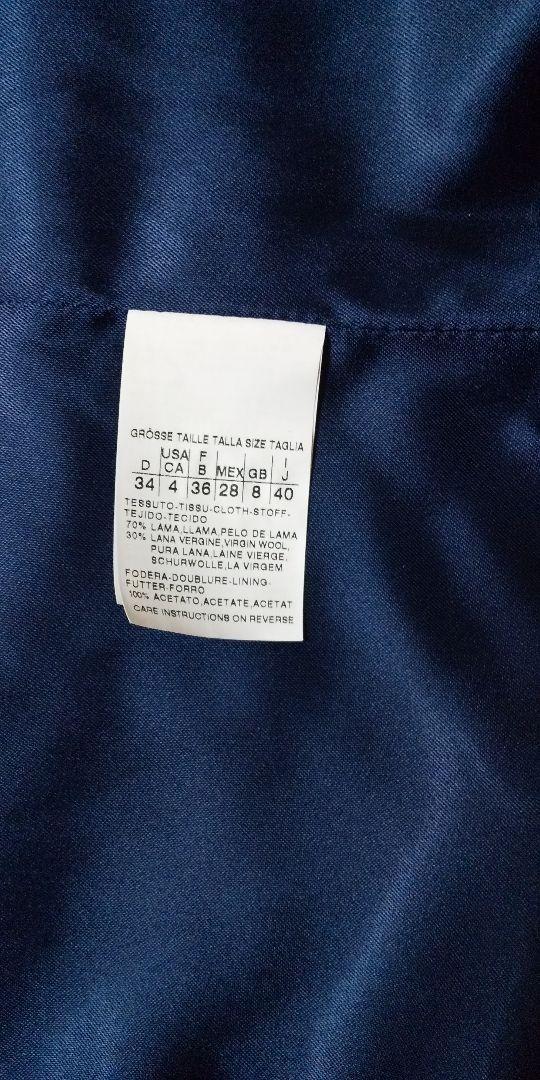 GRÖSSE TAILLE TALLA SIZE TAGLIA
USA F I
D CA B MEX GB J
34 4 36 28 8 40
TESSUTO-TISSU-CLOTH-STOFF-
TEJIDO-TECIDO
70% LAMA,LLAMA,PELO DE LAMA
30% LANA VERGINE,VIRGIN WOOL,
PURA LANA,LAINE VIERGE,
SCHURWOLLE,LA VIRGEM
FODERA-DOUBLURE-LINING-
FUTTER-FORRO
100% ACETATO,ACETATE,ACETAT
CARE INSTRUCTIONS ON REVERSE